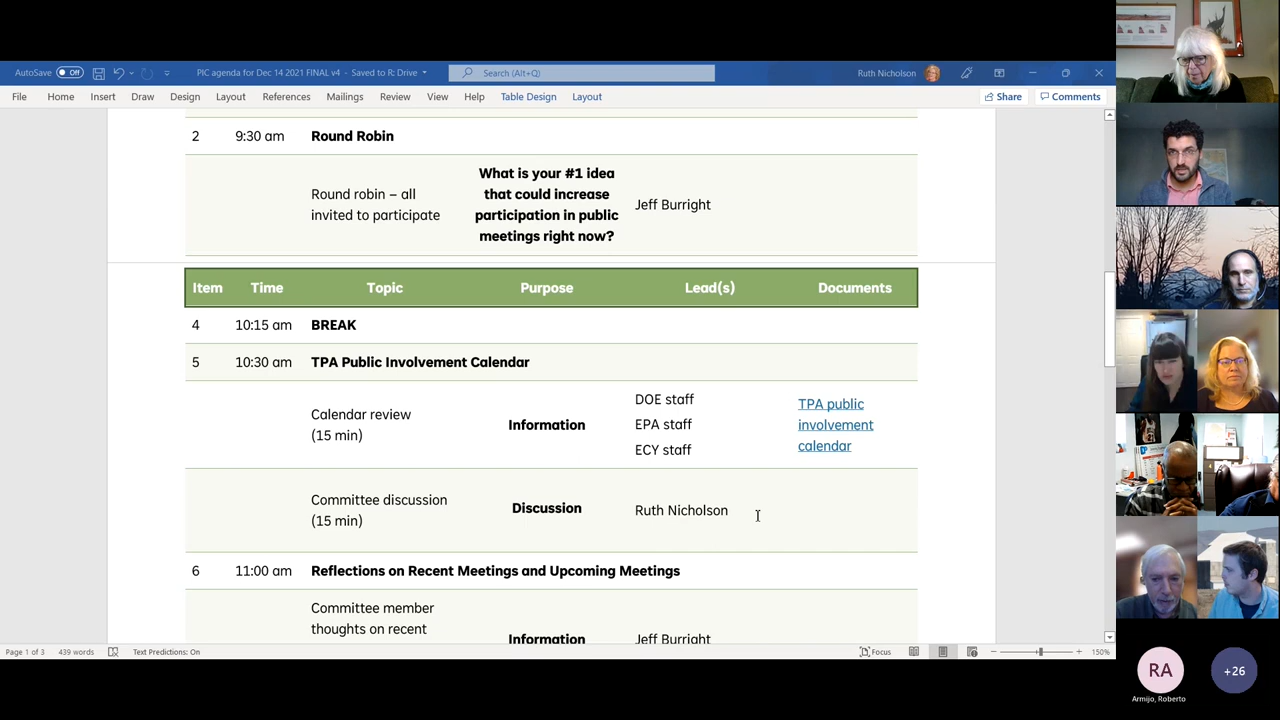 AutoSave Off PIC agenda for Dec 14 2021 FINAL v4 - Saved to R: Drive Search (Alt+Q) Ruth Nicholson
File Home Insert Draw Design Layout References Mailings Review View Help Table Design Layout Share Comments
2 9:30 am Round Robin
What is your #1 idea
Round robin – all that could increase Jeff Burright
invited to participate participation in public
meetings right now?
Item Time Topic Purpose Lead(s) Documents
4 10:15 am BREAK
5 10:30 am TPA Public Involvement Calendar
Calendar review
(15 min)
Information
DOE staff
EPA staff
ECY staff
TPA public
involvement
calendar
Committee discussion
(15 min)
Discussion
Ruth Nicholson
6 11:00 am Reflections on Recent Meetings and Upcoming Meetings
Committee member
thoughts on recent
Information
Jeff Burright
Page 1 of 3 439 words Text Predictions: On Focus 150%
RA
Armijo, Roberto
+26